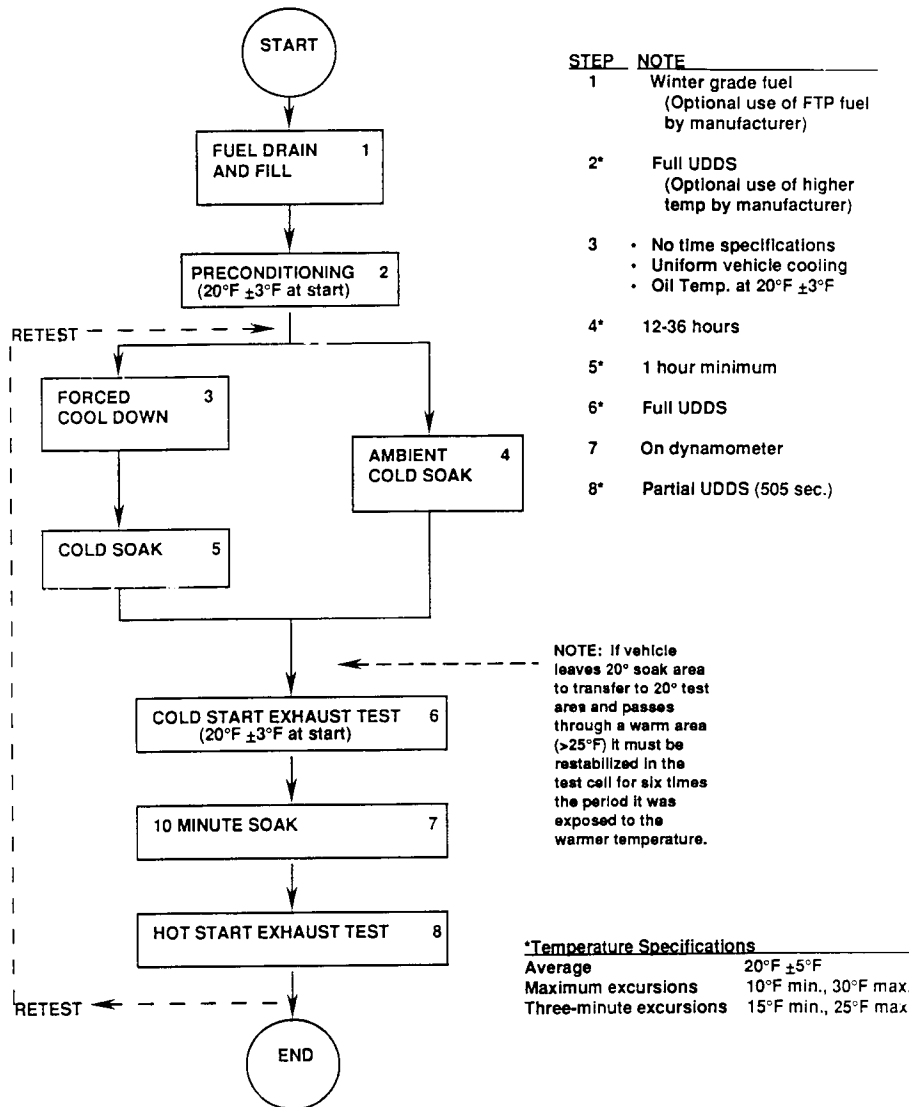 START
FUEL DRAIN 1
AND FILL
PRECONDITIONING 2
(20°F ±3°F at start)
RETEST
FORCED 3
COOL DOWN
AMBIENT 4
COLD SOAK
COLD SOAK 5
COLD START EXHAUST TEST 6
(20°F ±3°F at start)
10 MINUTE SOAK 7
HOT START EXHAUST TEST 8
RETEST
END
STEP NOTE
1 Winter grade fuel
(Optional use of FTP fuel
by manufacturer)
2* Full UDDS
(Optional use of higher
temp by manufacturer)
3 • No time specifications
• Uniform vehicle cooling
• Oil Temp. at 20°F ±3°F
4* 12-36 hours
5* 1 hour minimum
6* Full UDDS
7 On dynamometer
8* Partial UDDS (505 sec.)
NOTE: If vehicle
leaves 20° soak area
to transfer to 20° test
area and passes
through a warm area
(>25°F) it must be
restabilized in the
test cell for six times
the period it was
exposed to the
warmer temperature.
*Temperature Specifications
Average 20°F ±5°F
Maximum excursions 10°F min., 30°F max.
Three-minute excursions 15°F min., 25°F max